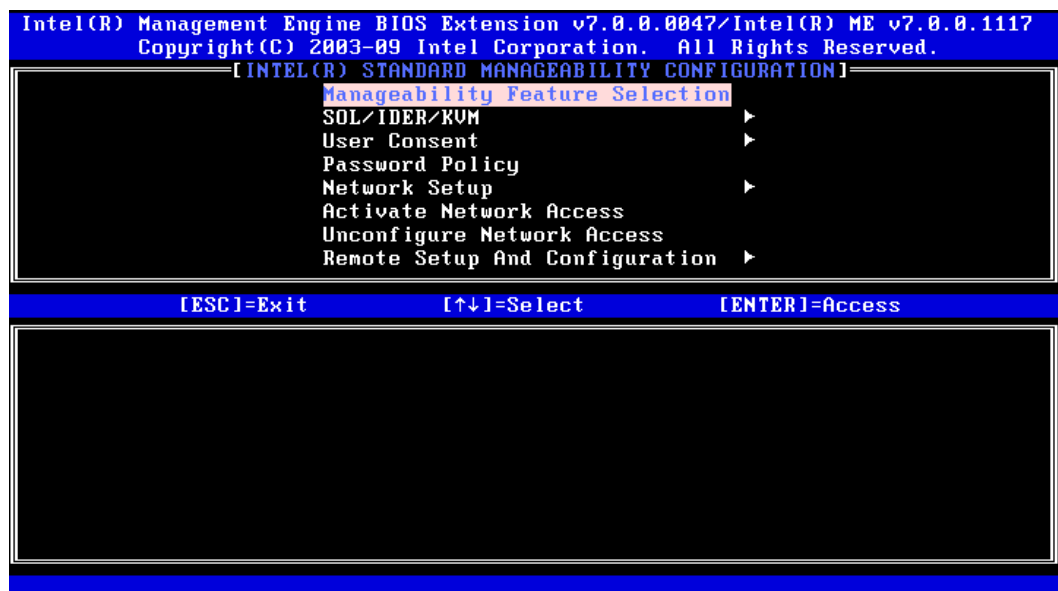 Intel(R) Management Engine BIOS Extension v7.0.0.0047/Intel(R) ME v7.0.0.1117
Copyright(C) 2003-09 Intel Corporation. All Rights Reserved.
[INTEL(R) STANDARD MANAGEABILITY CONFIGURATION]
Manageability Feature Selection
SOL/IDER/KVM ►
User Consent ►
Password Policy
Network Setup ►
Activate Network Access
Unconfigure Network Access
Remote Setup And Configuration ►
[ESC]=Exit [↑↓]=Select [ENTER]=Access